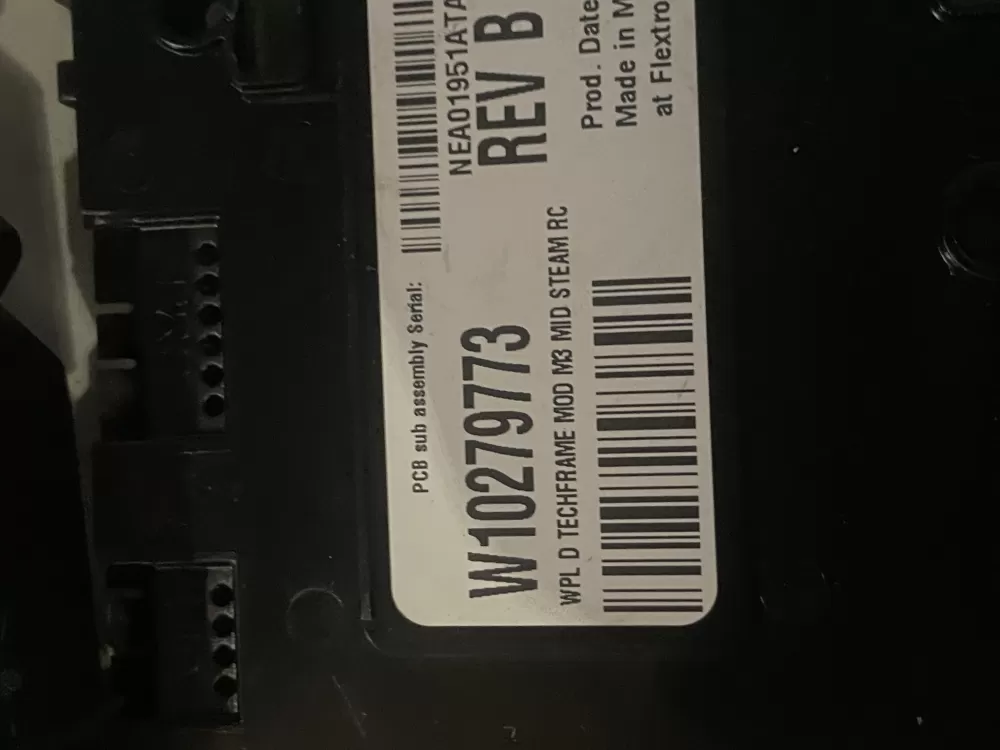 PCB sub assembly Serial:
NEA01951ATA
W10279773 REV B
WPL D TECHFRAME MOD M3 MID STEAM RC
Prod. Date
Made in M
at Flextro